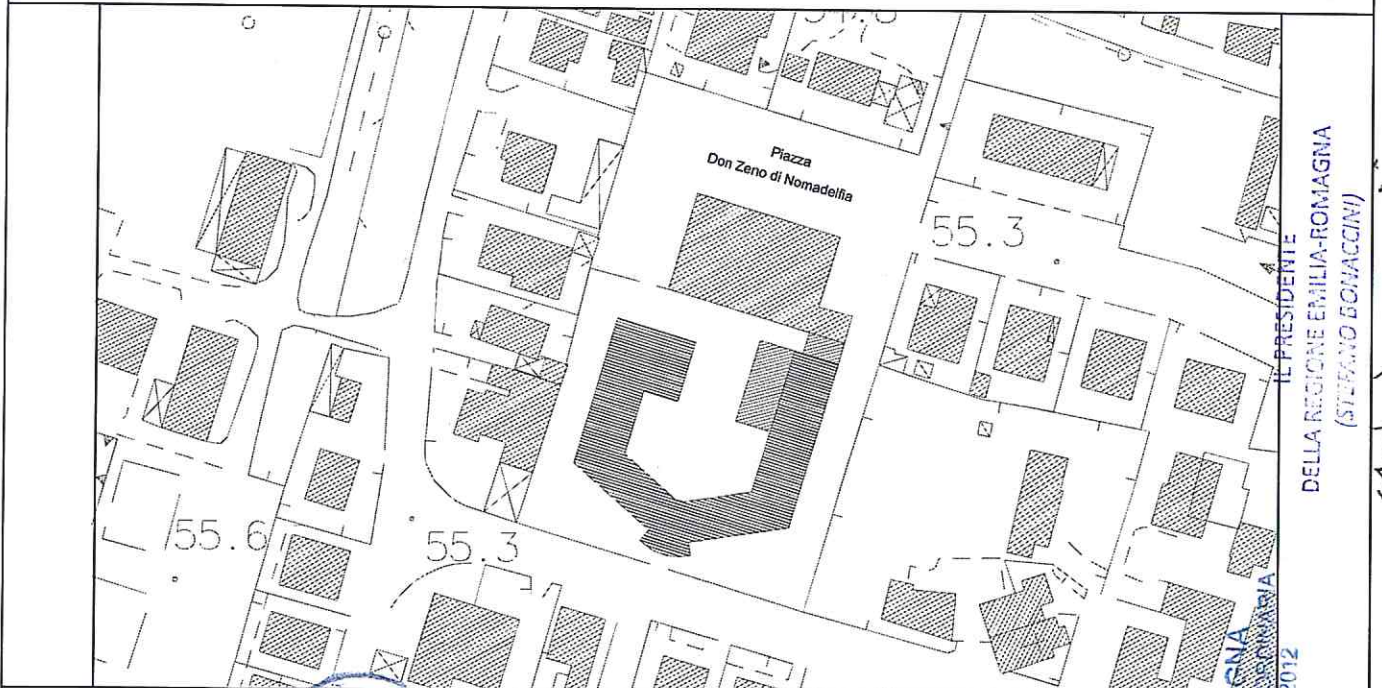 Piazza
Don Zeno di Nomadelfia
55.3
55.6
55.3
IL PRESIDENTE
DELLA REGIONE EMILIA-ROMAGNA
(STEFANO BONACCINI)
2012